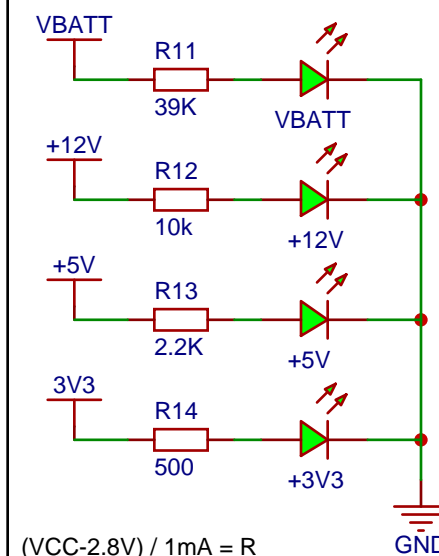 VBATT
R11
39K
VBATT
+12V
R12
10k
+12V
+5V
R13
2.2K
+5V
3V3
R14
500
+3V3
(VCC-2.8V) / 1mA = R
GND